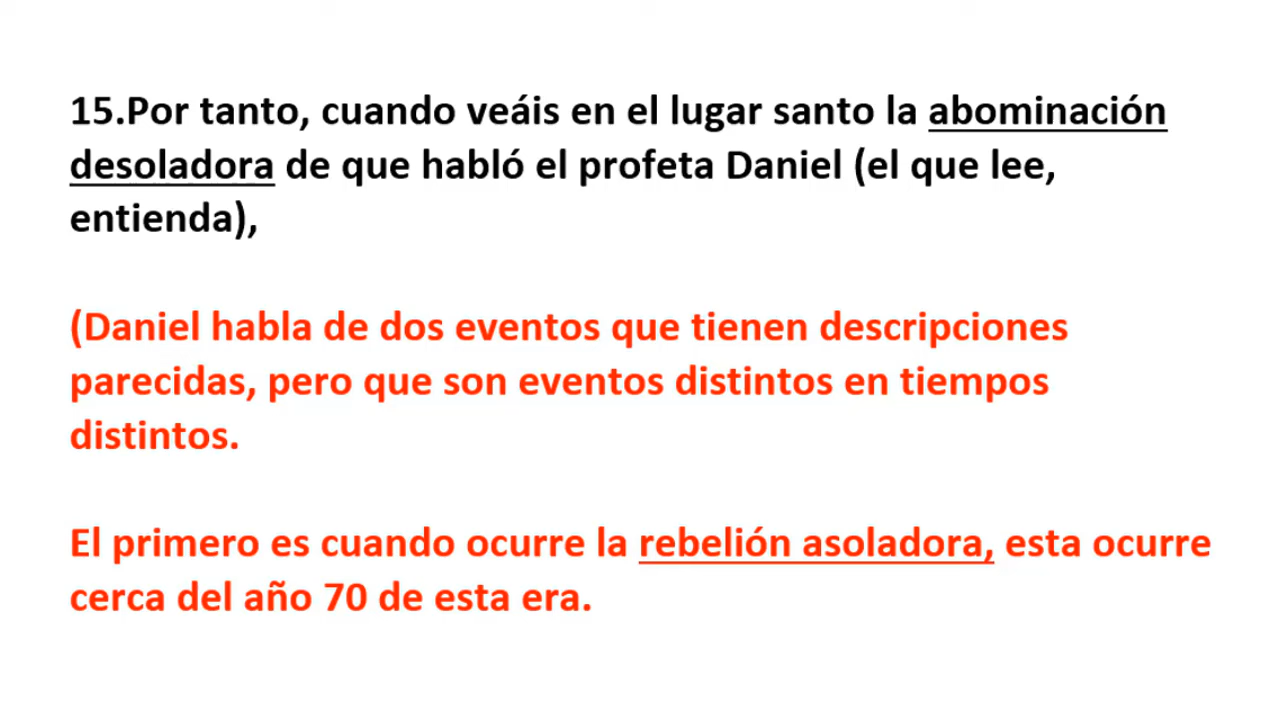 15.Por tanto, cuando veáis en el lugar santo la abominación
desoladora de que habló el profeta Daniel (el que lee,
entienda),
(Daniel habla de dos eventos que tienen descripciones
parecidas, pero que son eventos distintos en tiempos
distintos.
El primero es cuando ocurre la rebelión asoladora, esta ocurre
cerca del año 70 de esta era.